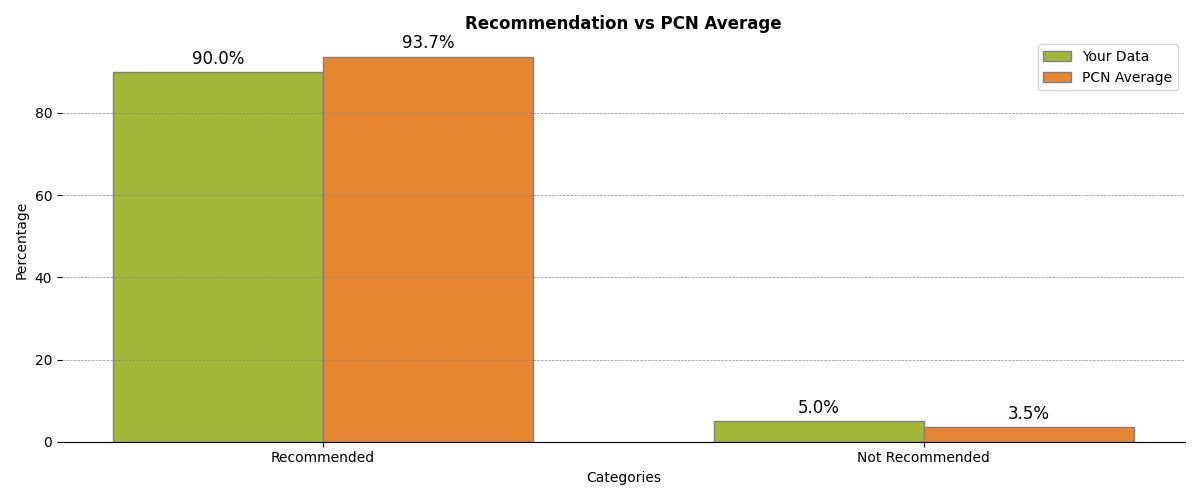 Recommendation vs PCN Average
90.0%
93.7%
Your Data
PCN Average
80
60
40
20
0
Percentage
5.0%
3.5%
Recommended
Not Recommended
Categories